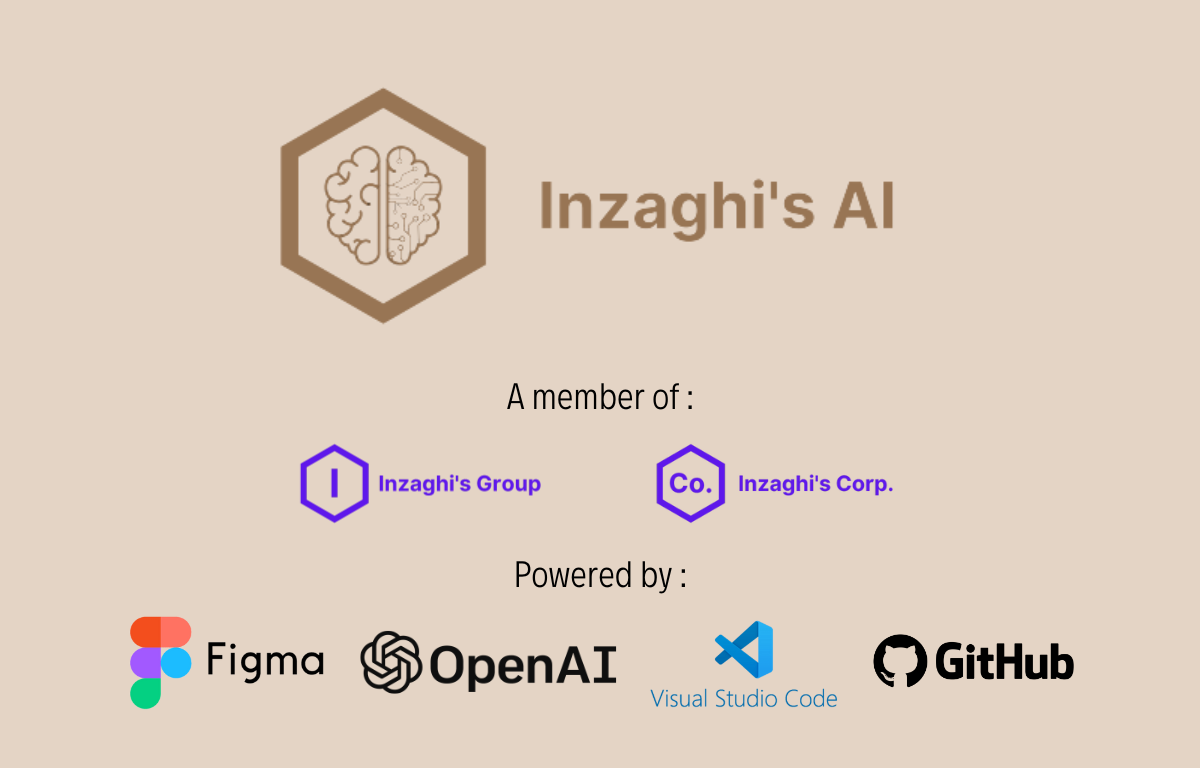 Inzaghi's AI
A member of :
I Inzaghi's Group
Co. Inzaghi's Corp.
Powered by :
Figma
OpenAI
Visual Studio Code
GitHub